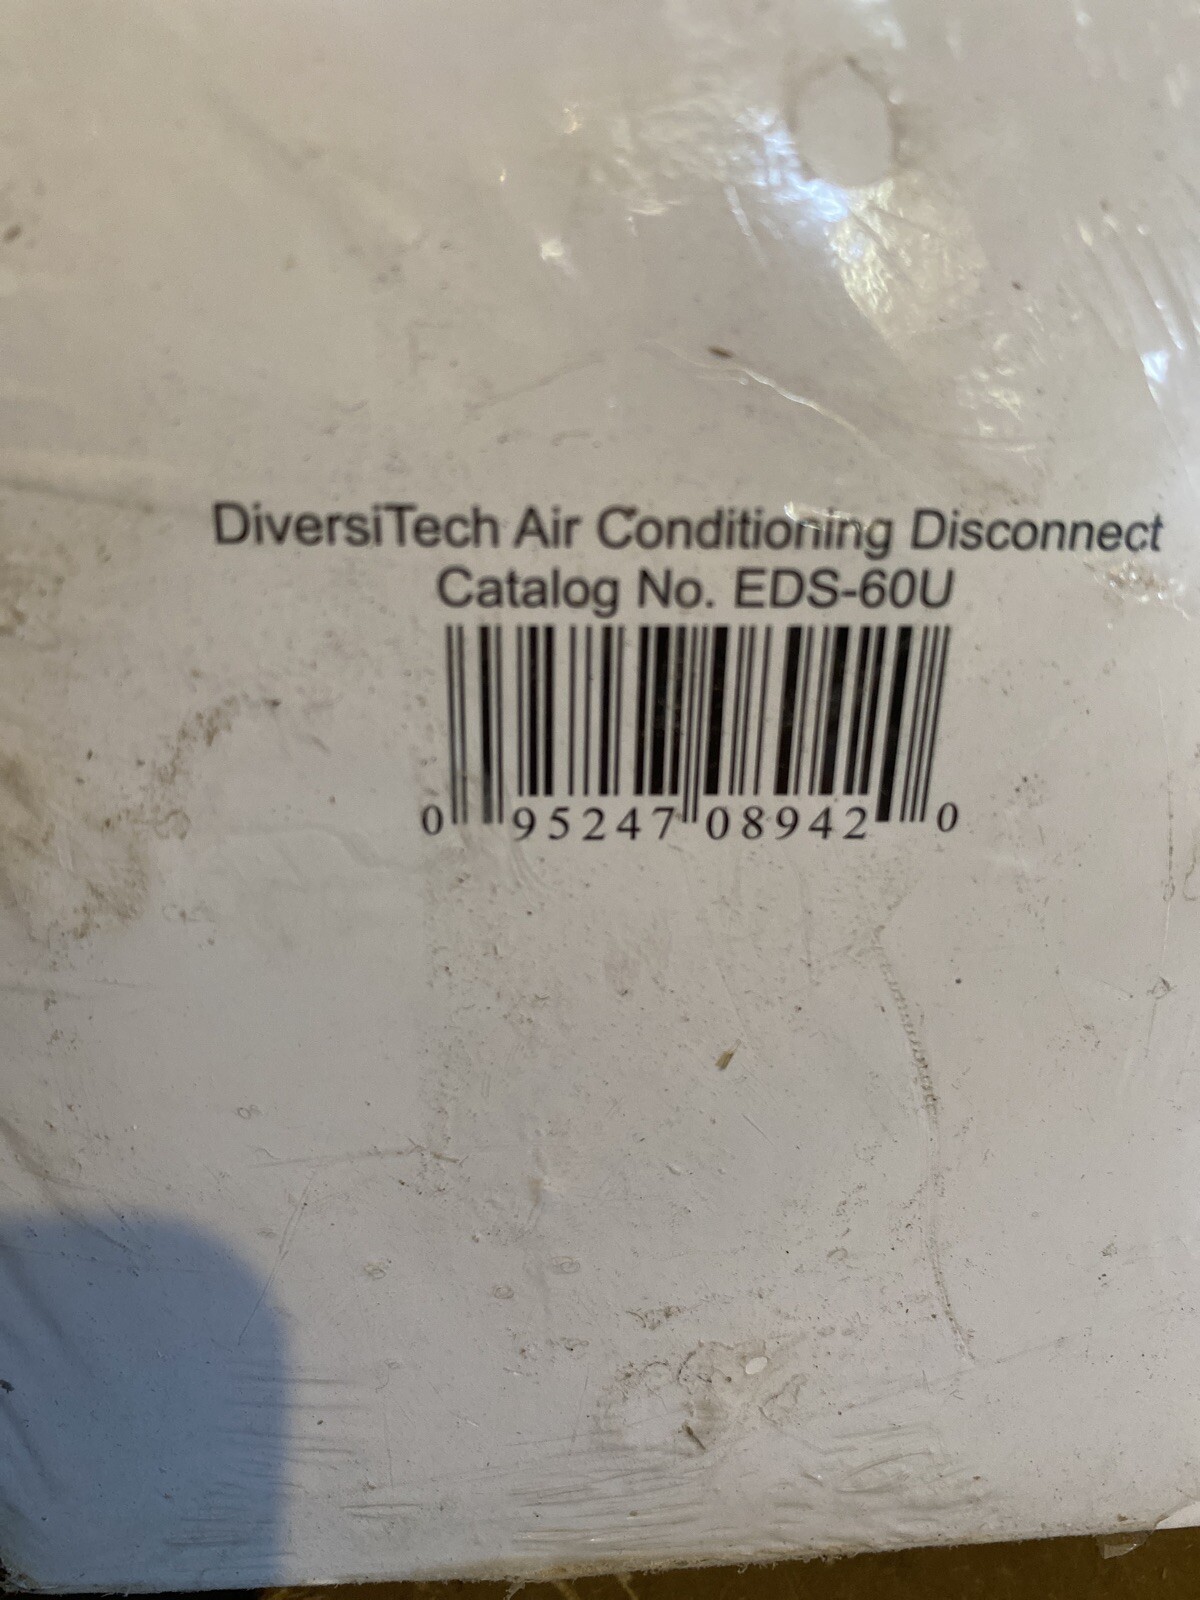 DiversiTech Air Conditioning Disconnect
Catalog No. EDS-60U
0 95247 08942 0